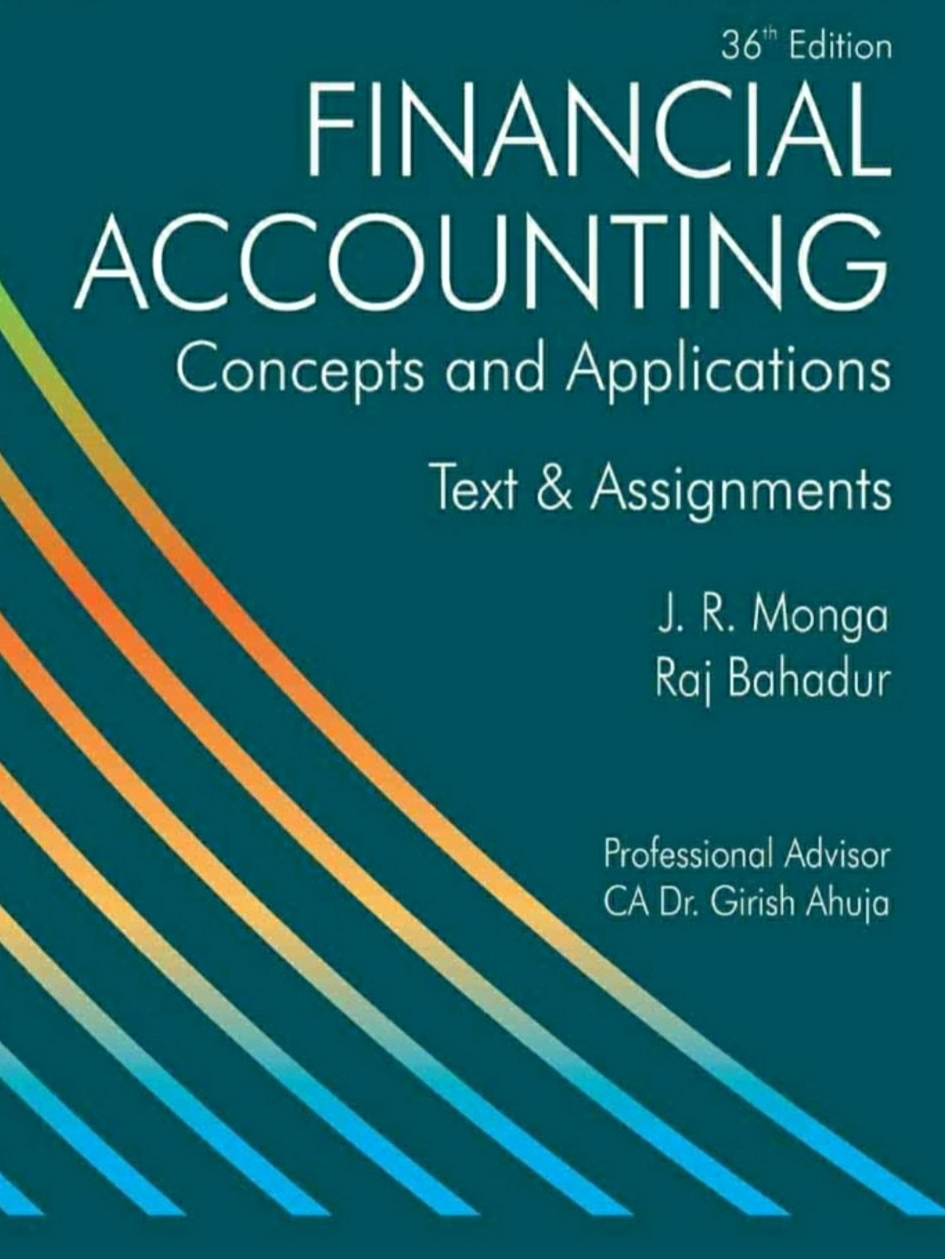 36th Edition
FINANCIAL
ACCOUNTING
Concepts and Applications
Text & Assignments
J. R. Monga
Raj Bahadur
Professional Advisor
CA Dr. Girish Ahuja